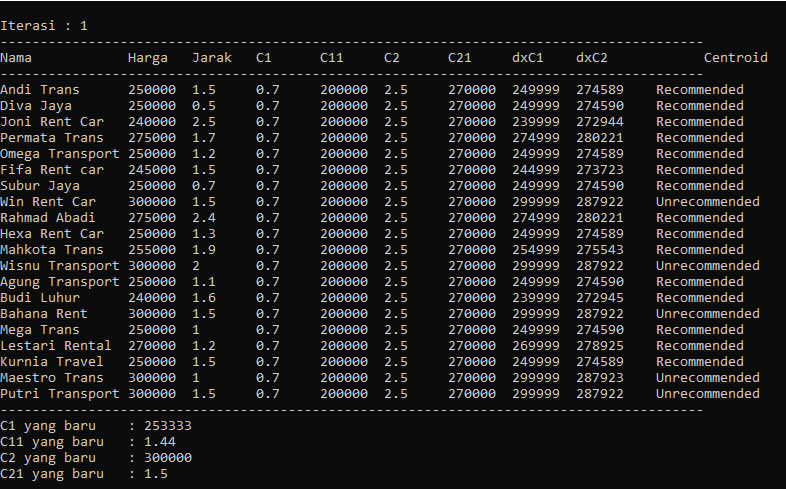 Iterasi : 1
----------------------------------------------------------------------------------------
Nama            Harga   Jarak   C1      C11     C2      C21     dxC1    dxC2            Centroid
----------------------------------------------------------------------------------------
Andi Trans      250000  1.5     0.7     200000  2.5     270000  249999  274589    Recommended
Diva Jaya       250000  0.5     0.7     200000  2.5     270000  249999  274590    Recommended
Joni Rent Car   240000  2.5     0.7     200000  2.5     270000  239999  272944    Recommended
Permata Trans   275000  1.7     0.7     200000  2.5     270000  274999  280221    Recommended
Omega Transport 250000  1.2     0.7     200000  2.5     270000  249999  274589    Recommended
Fifa Rent car   245000  1.5     0.7     200000  2.5     270000  244999  273723    Recommended
Subur Jaya      250000  0.7     0.7     200000  2.5     270000  249999  274590    Recommended
Win Rent Car    300000  1.5     0.7     200000  2.5     270000  299999  287922    Unrecommended
Rahmad Abadi    275000  2.4     0.7     200000  2.5     270000  274999  280221    Recommended
Hexa Rent Car   250000  1.3     0.7     200000  2.5     270000  249999  274589    Recommended
Mahkota Trans   255000  1.9     0.7     200000  2.5     270000  254999  275543    Recommended
Wisnu Transport 300000  2       0.7     200000  2.5     270000  299999  287922    Unrecommended
Agung Transport 250000  1.1     0.7     200000  2.5     270000  249999  274590    Recommended
Budi Luhur      240000  1.6     0.7     200000  2.5     270000  239999  272945    Recommended
Bahana Rent     300000  1.5     0.7     200000  2.5     270000  299999  287922    Unrecommended
Mega Trans      250000  1       0.7     200000  2.5     270000  249999  274590    Recommended
Lestari Rental  270000  1.2     0.7     200000  2.5     270000  269999  278925    Recommended
Kurnia Travel   250000  1.5     0.7     200000  2.5     270000  249999  274589    Recommended
Maestro Trans   300000  1       0.7     200000  2.5     270000  299999  287923    Unrecommended
Putri Transport 300000  1.5     0.7     200000  2.5     270000  299999  287922    Unrecommended
----------------------------------------------------------------------------------------
C1 yang baru    : 253333
C11 yang baru   : 1.44
C2 yang baru    : 300000
C21 yang baru   : 1.5